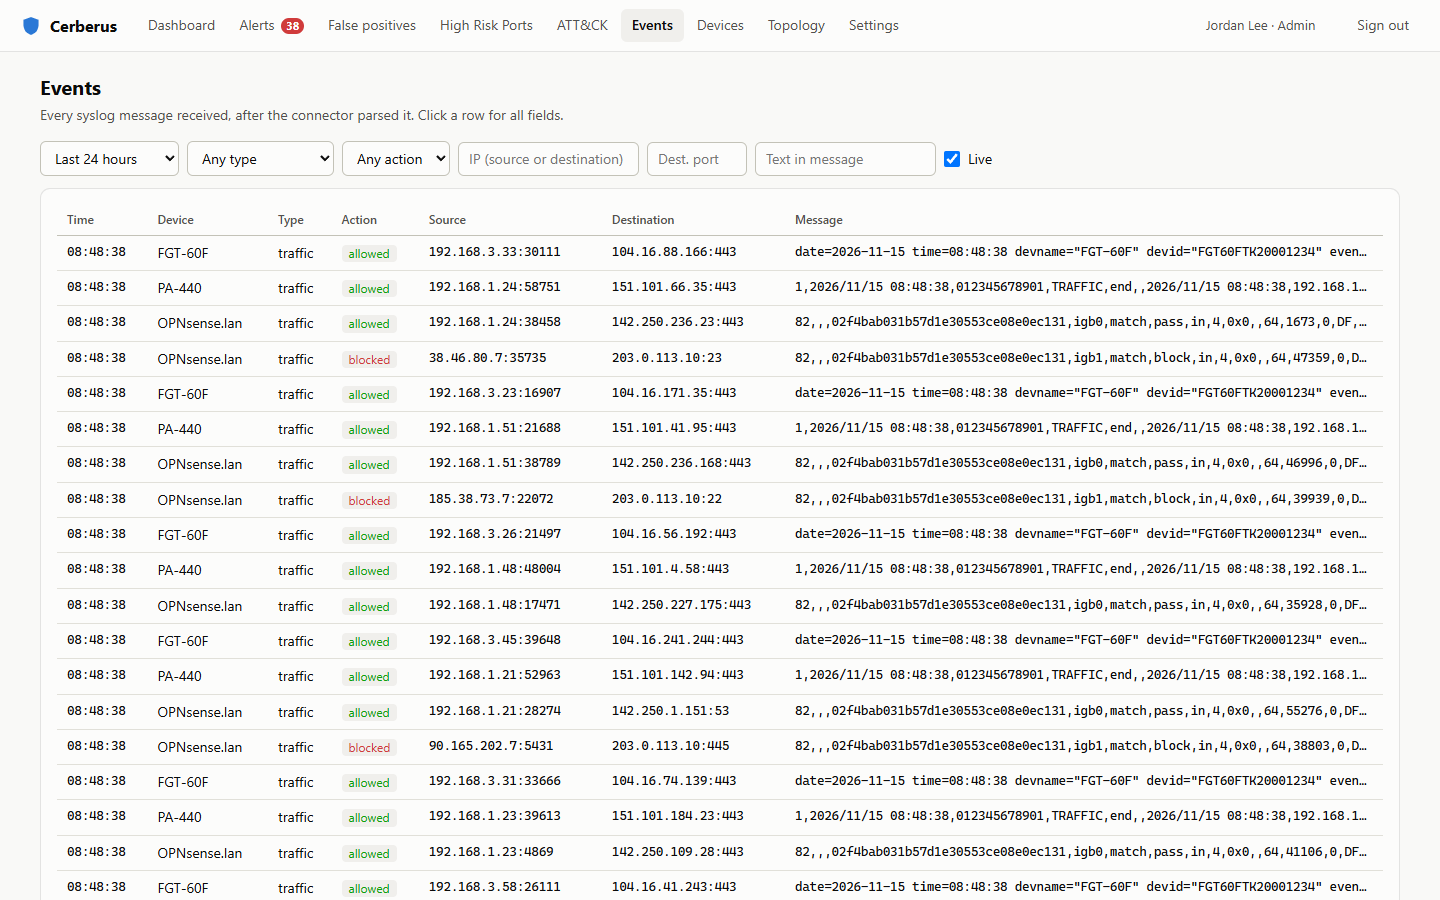 Cerberus Dashboard Alerts 38 False positives High Risk Ports ATT&CK Events Devices Topology Settings Jordan Lee · Admin Sign out
Events
Every syslog message received, after the connector parsed it. Click a row for all fields.
Last 24 hours Any type Any action IP (source or destination) Dest. port Text in message Live
Time Device Type Action Source Destination Message
08:48:38 FGT-60F traffic allowed 192.168.3.33:30111 104.16.88.166:443 date=2026-11-15 time=08:48:38 devname="FGT-60F" devid="FGT60FTK20001234" even…
08:48:38 PA-440 traffic allowed 192.168.1.24:58751 151.101.66.35:443 1,2026/11/15 08:48:38,012345678901,TRAFFIC,end,,2026/11/15 08:48:38,192.168.1…
08:48:38 OPNsense.lan traffic allowed 192.168.1.24:38458 142.250.236.23:443 82,,,02f4bab031b57d1e30553ce08e0ec131,igb0,match,pass,in,4,0x0,,64,1673,0,DF,…
08:48:38 OPNsense.lan traffic blocked 38.46.80.7:35735 203.0.113.10:23 82,,,02f4bab031b57d1e30553ce08e0ec131,igb1,match,block,in,4,0x0,,64,47359,0,D…
08:48:38 FGT-60F traffic allowed 192.168.3.23:16907 104.16.171.35:443 date=2026-11-15 time=08:48:38 devname="FGT-60F" devid="FGT60FTK20001234" even…
08:48:38 PA-440 traffic allowed 192.168.1.51:21688 151.101.41.95:443 1,2026/11/15 08:48:38,012345678901,TRAFFIC,end,,2026/11/15 08:48:38,192.168.1…
08:48:38 OPNsense.lan traffic allowed 192.168.1.51:38789 142.250.236.168:443 82,,,02f4bab031b57d1e30553ce08e0ec131,igb0,match,pass,in,4,0x0,,64,46996,0,DF…
08:48:38 OPNsense.lan traffic blocked 185.38.73.7:22072 203.0.113.10:22 82,,,02f4bab031b57d1e30553ce08e0ec131,igb1,match,block,in,4,0x0,,64,39939,0,D…
08:48:38 FGT-60F traffic allowed 192.168.3.26:21497 104.16.56.192:443 date=2026-11-15 time=08:48:38 devname="FGT-60F" devid="FGT60FTK20001234" even…
08:48:38 PA-440 traffic allowed 192.168.1.48:48004 151.101.4.58:443 1,2026/11/15 08:48:38,012345678901,TRAFFIC,end,,2026/11/15 08:48:38,192.168.1…
08:48:38 OPNsense.lan traffic allowed 192.168.1.48:17471 142.250.227.175:443 82,,,02f4bab031b57d1e30553ce08e0ec131,igb0,match,pass,in,4,0x0,,64,35928,0,DF…
08:48:38 FGT-60F traffic allowed 192.168.3.45:39648 104.16.241.244:443 date=2026-11-15 time=08:48:38 devname="FGT-60F" devid="FGT60FTK20001234" even…
08:48:38 PA-440 traffic allowed 192.168.1.21:52963 151.101.142.94:443 1,2026/11/15 08:48:38,012345678901,TRAFFIC,end,,2026/11/15 08:48:38,192.168.1…
08:48:38 OPNsense.lan traffic allowed 192.168.1.21:28274 142.250.1.151:53 82,,,02f4bab031b57d1e30553ce08e0ec131,igb0,match,pass,in,4,0x0,,64,55276,0,DF…
08:48:38 OPNsense.lan traffic blocked 90.165.202.7:5431 203.0.113.10:445 82,,,02f4bab031b57d1e30553ce08e0ec131,igb1,match,block,in,4,0x0,,64,38803,0,D…
08:48:38 FGT-60F traffic allowed 192.168.3.31:33666 104.16.74.139:443 date=2026-11-15 time=08:48:38 devname="FGT-60F" devid="FGT60FTK20001234" even…
08:48:38 PA-440 traffic allowed 192.168.1.23:39613 151.101.184.23:443 1,2026/11/15 08:48:38,012345678901,TRAFFIC,end,,2026/11/15 08:48:38,192.168.1…
08:48:38 OPNsense.lan traffic allowed 192.168.1.23:4869 142.250.109.28:443 82,,,02f4bab031b57d1e30553ce08e0ec131,igb0,match,pass,in,4,0x0,,64,41106,0,DF…
08:48:38 FGT-60F traffic allowed 192.168.3.58:26111 104.16.41.243:443 date=2026-11-15 time=08:48:38 devname="FGT-60F" devid="FGT60FTK20001234" even…